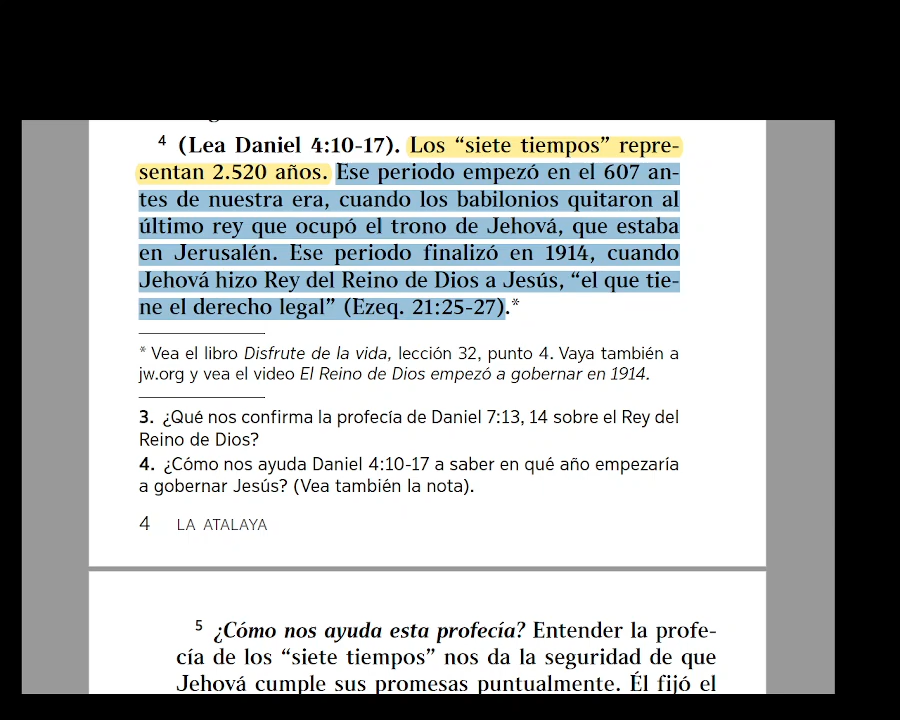 4 (Lea Daniel 4:10-17). Los “siete tiempos” repre-
sentan 2.520 años. Ese periodo empezó en el 607 an-
tes de nuestra era, cuando los babilonios quitaron al
último rey que ocupó el trono de Jehová, que estaba
en Jerusalén. Ese periodo finalizó en 1914, cuando
Jehová hizo Rey del Reino de Dios a Jesús, “el que tie-
ne el derecho legal” (Ezeq. 21:25-27).*
* Vea el libro Disfrute de la vida, lección 32, punto 4. Vaya también a
jw.org y vea el video El Reino de Dios empezó a gobernar en 1914.
3. ¿Qué nos confirma la profecía de Daniel 7:13, 14 sobre el Rey del
Reino de Dios?
4. ¿Cómo nos ayuda Daniel 4:10-17 a saber en qué año empezaría
a gobernar Jesús? (Vea también la nota).
4 LA ATALAYA
5 ¿Cómo nos ayuda esta profecía? Entender la profe-
cía de los “siete tiempos” nos da la seguridad de que
Jehová cumple sus promesas puntualmente. Él fijó el